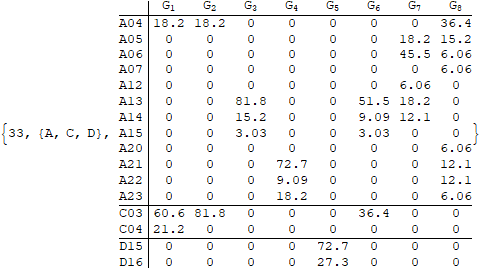 G₁ G₂ G₃ G₄ G₅ G₆ G₇ G₈
A04 18.2 18.2 0 0 0 0 0 36.4
A05 0 0 0 0 0 0 18.2 15.2
A06 0 0 0 0 0 0 45.5 6.06
A07 0 0 0 0 0 0 0 6.06
A12 0 0 0 0 0 0 6.06 0
A13 0 0 81.8 0 0 51.5 18.2 0
A14 0 0 15.2 0 0 9.09 12.1 0
{33, {A, C, D}, A15 0 0 3.03 0 0 3.03 0 0}
A20 0 0 0 0 0 0 0 6.06
A21 0 0 0 72.7 0 0 0 12.1
A22 0 0 0 9.09 0 0 0 12.1
A23 0 0 0 18.2 0 0 0 6.06
C03 60.6 81.8 0 0 0 36.4 0 0
C04 21.2 0 0 0 0 0 0 0
D15 0 0 0 0 72.7 0 0 0
D16 0 0 0 0 27.3 0 0 0